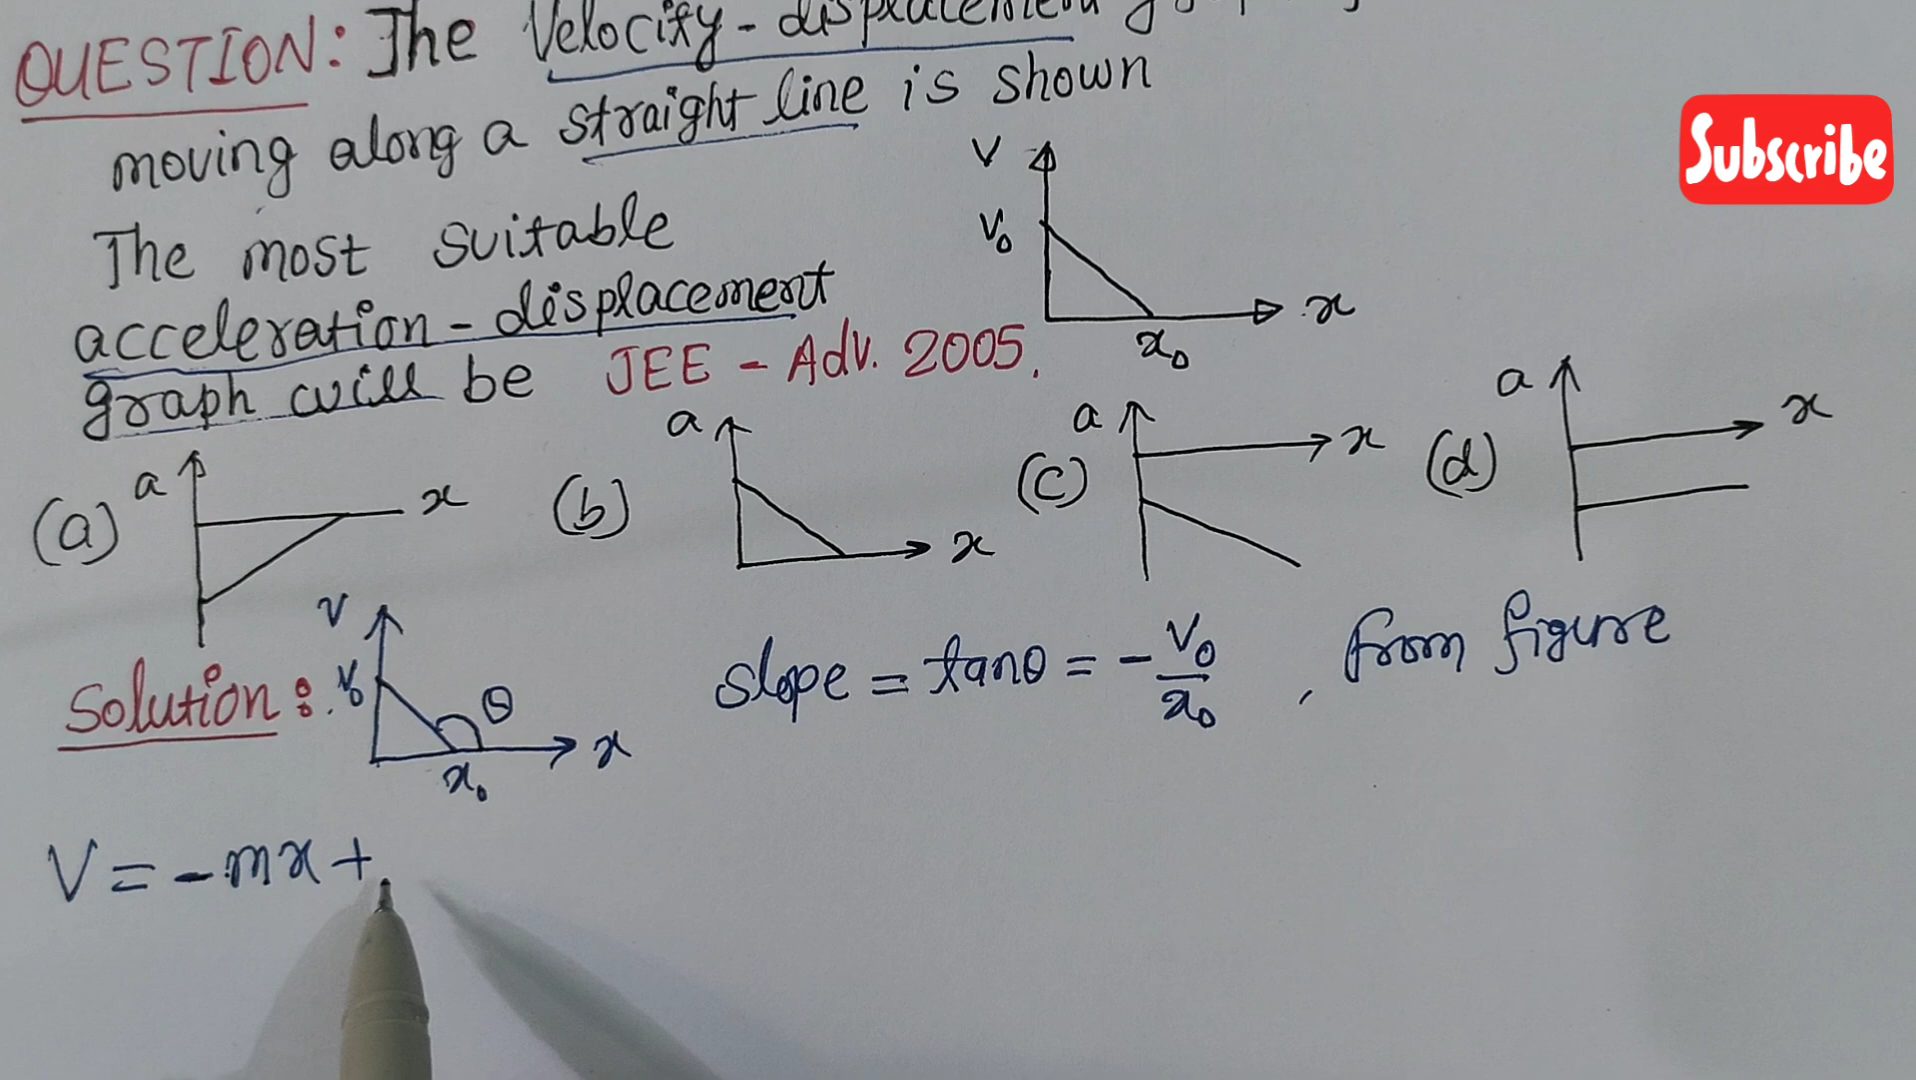 QUESTION: The Velocity-displacement
moving along a straight line is shown
Subscribe
The most suitable
acceleration-displacement
graph will be JEE - Adv. 2005.
V
V₀
x
x₀
(a) a x
(b) a x
(c) a x
(d) a x
Solution: V V₀ θ x x₀
slope = tanθ = -V₀/x₀ , from figure
V = -mx +